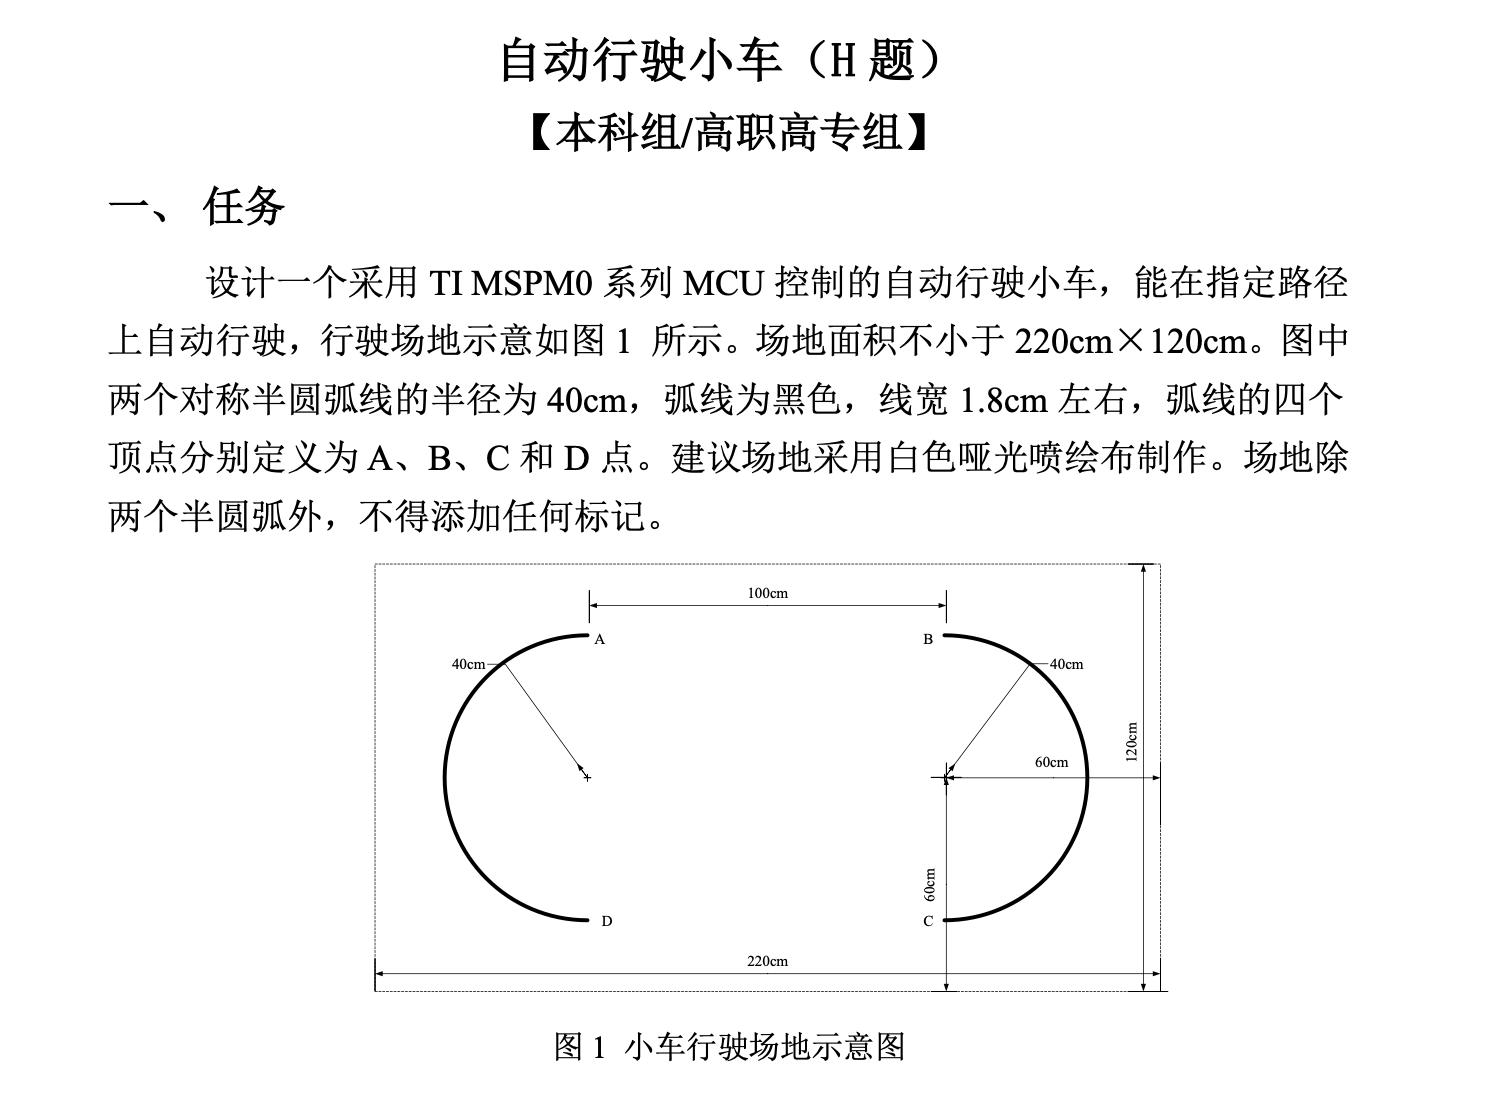 自动行驶小车（H 题）
【本科组/高职高专组】
一、 任务
设计一个采用 TI MSPM0 系列 MCU 控制的自动行驶小车，能在指定路径
上自动行驶，行驶场地示意如图 1 所示。场地面积不小于 220cm×120cm。图中
两个对称半圆弧线的半径为 40cm，弧线为黑色，线宽 1.8cm 左右，弧线的四个
顶点分别定义为 A、B、C 和 D 点。建议场地采用白色哑光喷绘布制作。场地除
两个半圆弧外，不得添加任何标记。
100cm
A
B
40cm
40cm
120cm
60cm
60cm
D
C
220cm
图 1 小车行驶场地示意图